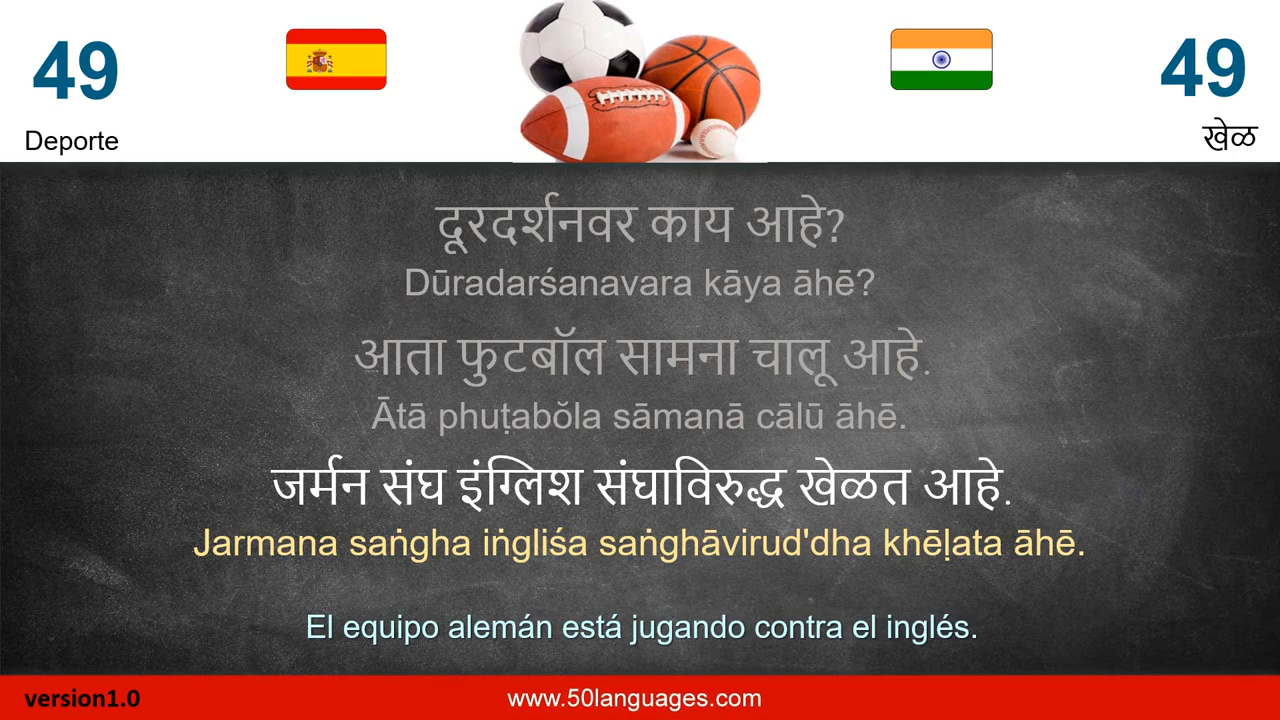 49
49
Deporte
खेळ
दूरदर्शनवर काय आहे?
Dūradarśanavara kāya āhē?
आता फुटबॉल सामना चालू आहे.
Ātā phuṭabŏla sāmanā cālū āhē.
जर्मन संघ इंग्लिश संघाविरुद्ध खेळत आहे.
Jarmana saṅgha iṅgliśa saṅghāvirud'dha khēḷata āhē.
El equipo alemán está jugando contra el inglés.
version1.0
www.50languages.com